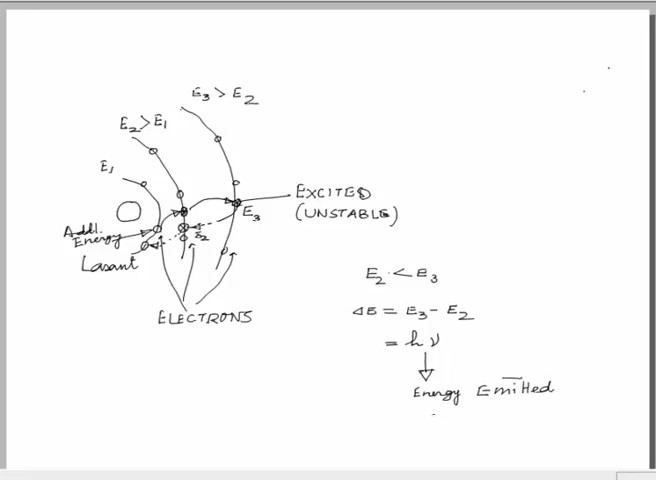 E3 > E2
E2 > E1
E1
EXCITED
(UNSTABLE)
E3
Addl.
Energy
E2
Lasant
ELECTRONS
E2 < E3
ΔE = E3 - E2
= hν
Energy Emitted